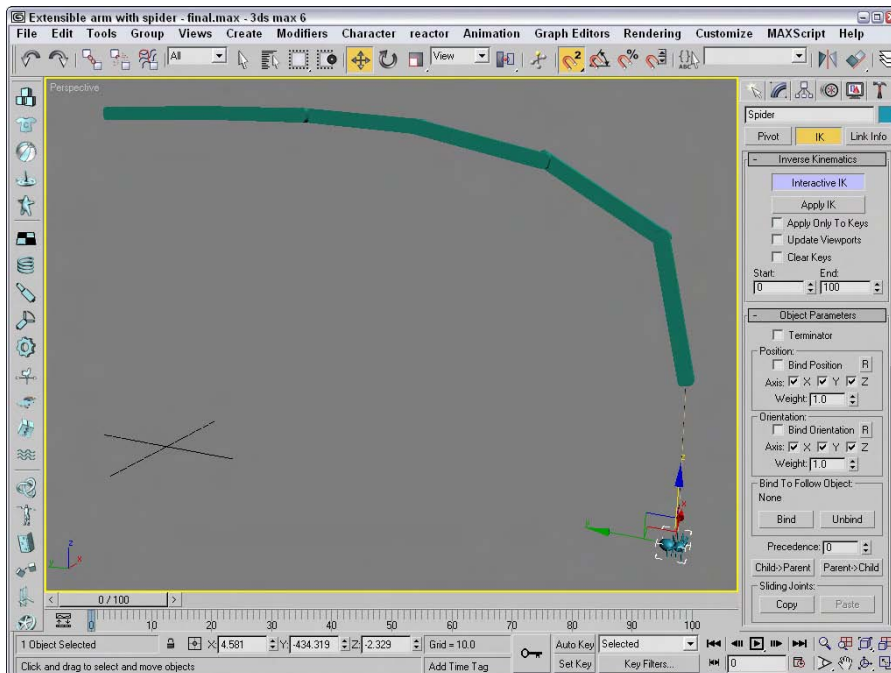 Extensible arm with spider - final.max - 3ds max 6
File Edit Tools Group Views Create Modifiers Character reactor Animation Graph Editors Rendering Customize MAXScript Help
All
View
Perspective
Spider
Pivot IK Link Info
- Inverse Kinematics
Interactive IK
Apply IK
Apply Only To Keys
Update Viewports
Clear Keys
Start: End:
0 100
- Object Parameters
Terminator
Position:
Bind Position R
Axis: X Y Z
Weight: 1.0
Orientation:
Bind Orientation R
Axis: X Y Z
Weight: 1.0
Bind To Follow Object:
None
Bind Unbind
Precedence: 0
Child->Parent Parent->Child
Sliding Joints:
Copy Paste
z
x
y
z
x
< 0 / 100 >
0 10 20 30 40 50 60 70 80 90 100
1 Object Selected X: 4.581 Y: -434.319 Z: -2.329 Grid = 10.0 Auto Key Selected
Click and drag to select and move objects Add Time Tag Set Key Key Filters... 0